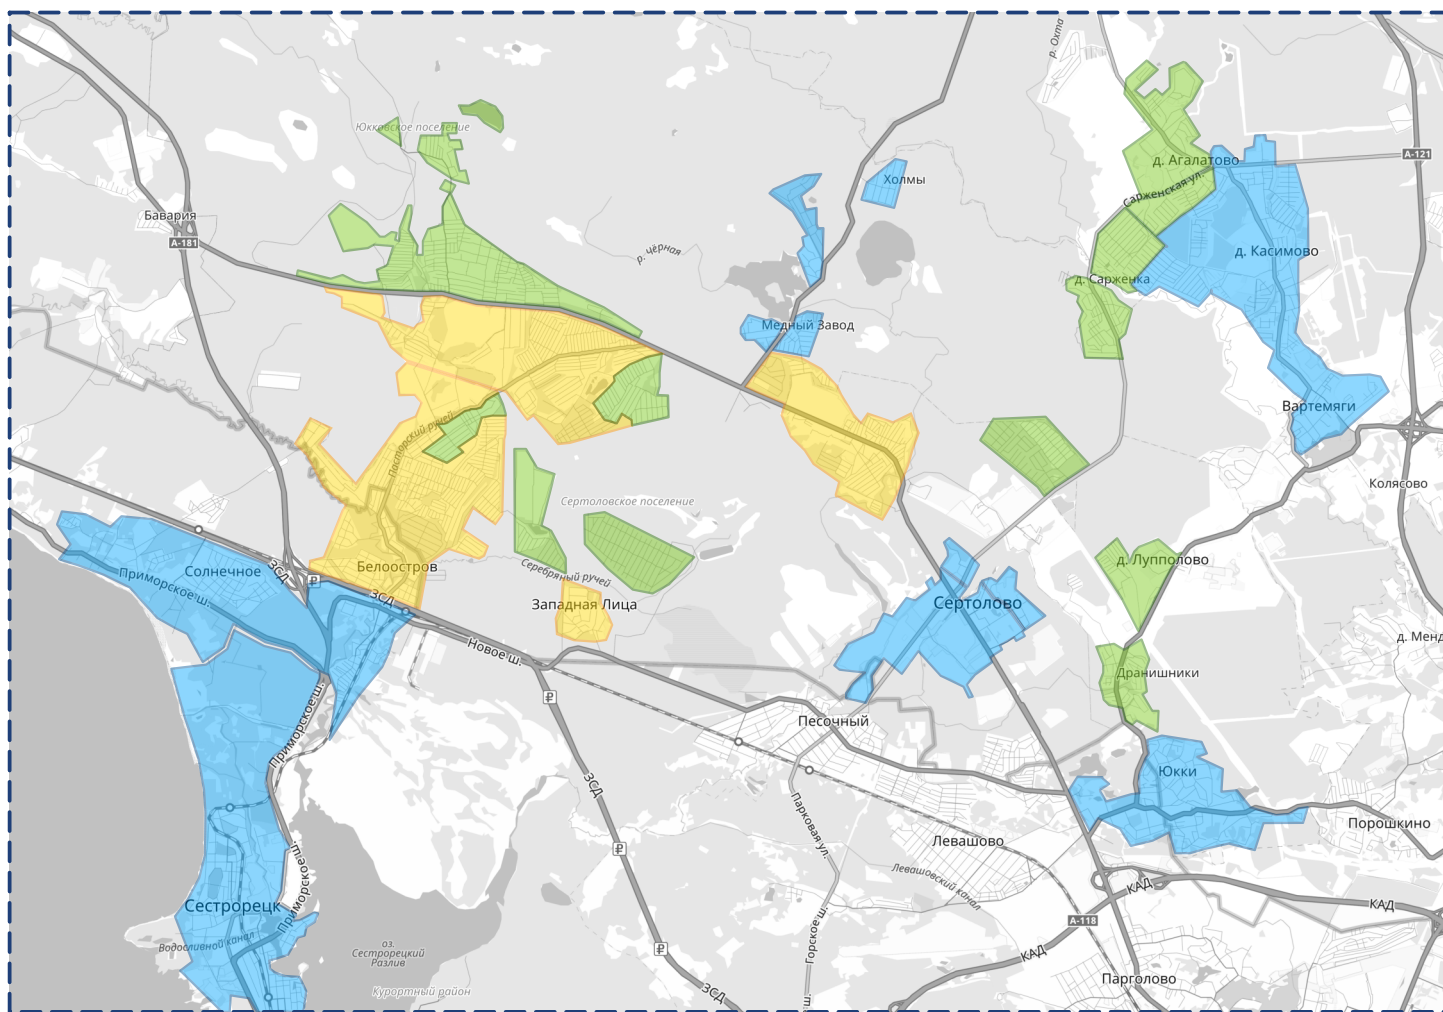 р. Охта
Юкковское поселение
д. Агалатово
А-121
Холмы
Сарженская ул.
Бавария
А-181
р. Чёрная
д. Касимово
д. Сарженка
Медный Завод
Вартемяги
Пасторский ручей
Колясово
Сертоловское поселение
Белоостров
Солнечное
ЗСД
₽
Приморское ш.
Серебряный ручей
д. Лупполово
ЗСД
Западная Лица
Сертолово
д. Менд
Новое ш.
Дранишники
₽
Приморское ш.
Песочный
Юкки
ЗСД
Парковая ул.
Порошкино
Левашово
₽
Приморское ш.
Левашовский канал
КАД
КАД
Сестрорецк
А-118
Водосливной канал
оз.
Сестрорецкий
Разлив
Горское ш.
₽
КАД
Парголово
Курортный район
ЗСД
ш.